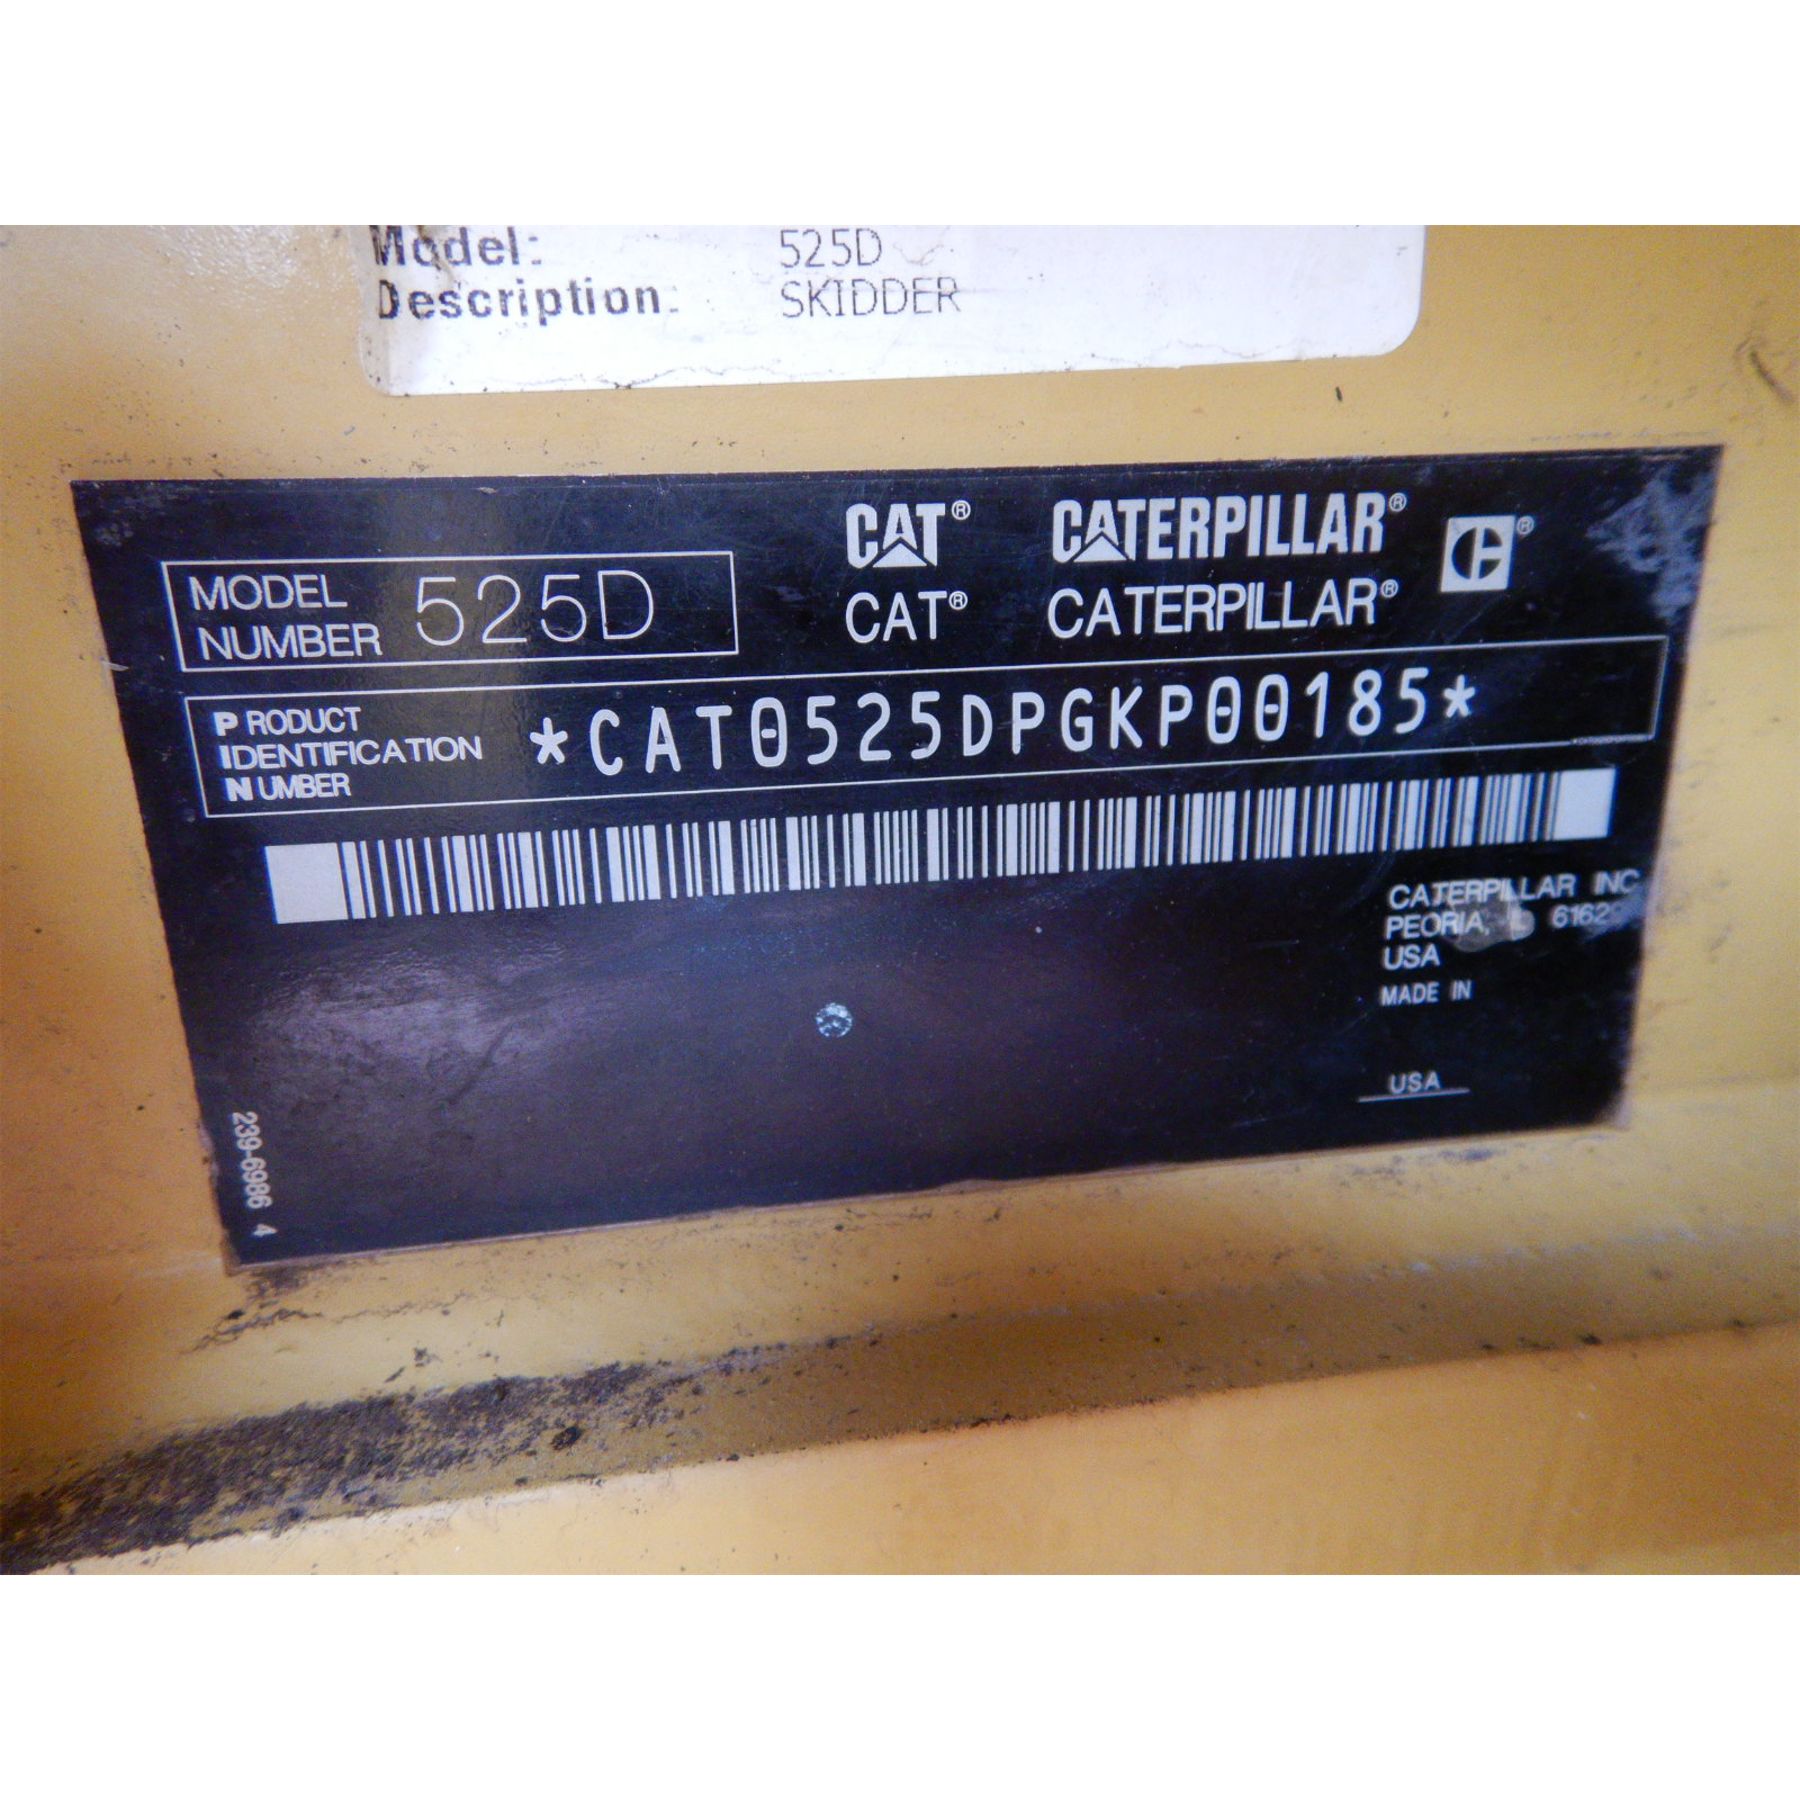 Model: 525D
Description: SKIDDER
CAT® CATERPILLAR®
MODEL NUMBER 525D
CAT® CATERPILLAR®
PRODUCT
IDENTIFICATION
NUMBER
*CAT0525DPGKP00185*
CATERPILLAR INC
PEORIA, IL
USA
MADE IN
USA
239-6986 4